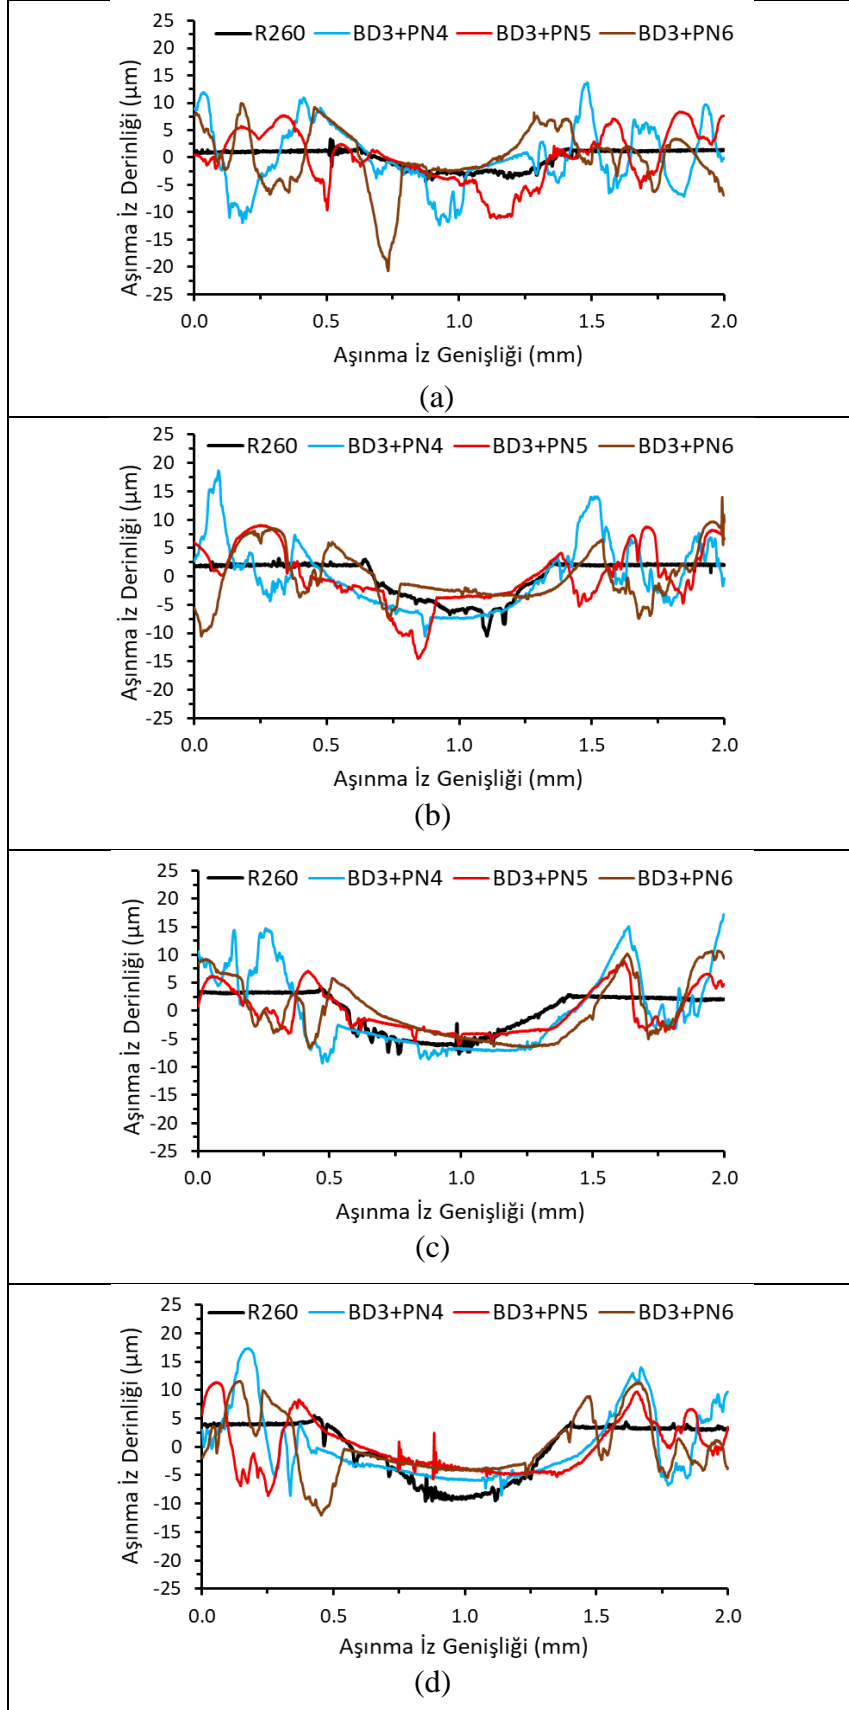 25
20
15
10
5
0
-5
-10
-15
-20
-25
Aşınma İz Derinliği (µm)
R260 BD3+PN4 BD3+PN5 BD3+PN6
0.0 0.5 1.0 1.5 2.0
Aşınma İz Genişliği (mm)
(a)
25
20
15
10
5
0
-5
-10
-15
-20
-25
Aşınma İz Derinliği (µm)
R260 BD3+PN4 BD3+PN5 BD3+PN6
0.0 0.5 1.0 1.5 2.0
Aşınma İz Genişliği (mm)
(b)
25
20
15
10
5
0
-5
-10
-15
-20
-25
Aşınma İz Derinliği (µm)
R260 BD3+PN4 BD3+PN5 BD3+PN6
0.0 0.5 1.0 1.5 2.0
Aşınma İz Genişliği (mm)
(c)
25
20
15
10
5
0
-5
-10
-15
-20
-25
Aşınma İz Derinliği (µm)
R260 BD3+PN4 BD3+PN5 BD3+PN6
0.0 0.5 1.0 1.5 2.0
Aşınma İz Genişliği (mm)
(d)